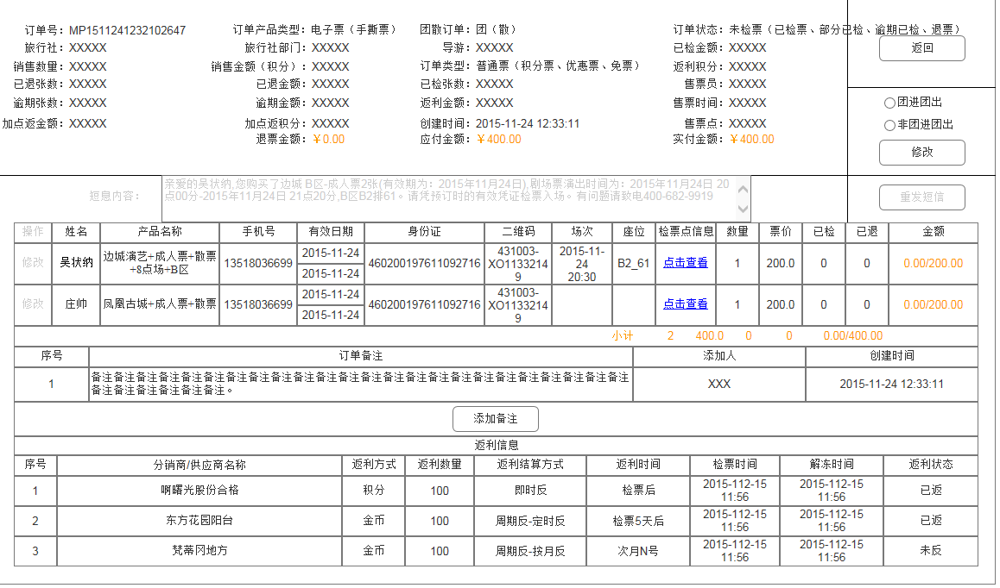 订单号：MP1511241232102647 订单产品类型：电子票（手撕票） 团散订单：团（散） 订单状态：未检票（已检票、部分已检、逾期已检、退票）
旅行社：XXXXX 旅行社部门：XXXXX 导游：XXXXX 已检金额：XXXXX 返回
销售数量：XXXXX 销售金额（积分）：XXXXX 订单类型：普通票（积分票、优惠票、免票） 返利积分：XXXXX
已退张数：XXXXX 已退金额：XXXXX 已检张数：XXXXX 售票员：XXXXX
逾期张数：XXXXX 逾期金额：XXXXX 返利金额：XXXXX 售票时间：XXXXX 团进团出
加点返金额：XXXXX 加点返积分：XXXXX 创建时间：2015-11-24 12:33:11 售票点：XXXXX 非团进团出
退票金额：￥0.00 应付金额：￥400.00 实付金额：￥400.00
修改
短息内容：
亲爱的吴状纳,您购买了边城 B区-成人票2张(有效期为：2015年11月24日),剧场票演出时间为：2015年11月24日 20
点00分-2015年11月24日 21点20分,B区B2排61。请凭预订时的有效凭证检票入场。有问题请致电400-682-9919
重发短信
操作 姓名 产品名称 手机号 有效日期 身份证 二维码 场次 座位 检票点信息 数量 票价 已检 已退 金额
修改 吴状纳 边城演艺+成人票+散票+8点场+B区 13518036699 2015-11-24 2015-11-24 460200197611092716 431003-XO11332149 2015-11-24 20:30 B2_61 点击查看 1 200.0 0 0 0.00/200.00
修改 庄帅 凤凰古城+成人票+散票 13518036699 2015-11-24 2015-11-24 460200197611092716 431003-XO11332149 点击查看 1 200.0 0 0 0.00/200.00
小计 2 400.0 0 0 0.00/400.00
序号 订单备注 添加人 创建时间
1 备注备注备注备注备注备注备注备注备注备注备注备注备注备注备注备注备注备注备注备注备注备注备注备注
备注备注备注备注备注备注。 XXX 2015-11-24 12:33:11
添加备注
返利信息
序号 分销商/供应商名称 返利方式 返利数量 返利结算方式 返利时间 检票时间 解冻时间 返利状态
1 啊曙光股份合格 积分 100 即时反 检票后 2015-112-15 11:56 2015-112-15 11:56 已返
2 东方花园阳台 金币 100 周期反-定时反 检票5天后 2015-112-15 11:56 2015-112-15 11:56 已返
3 梵蒂冈地方 金币 100 周期反-按月反 次月N号 2015-112-15 11:56 2015-112-15 11:56 未反